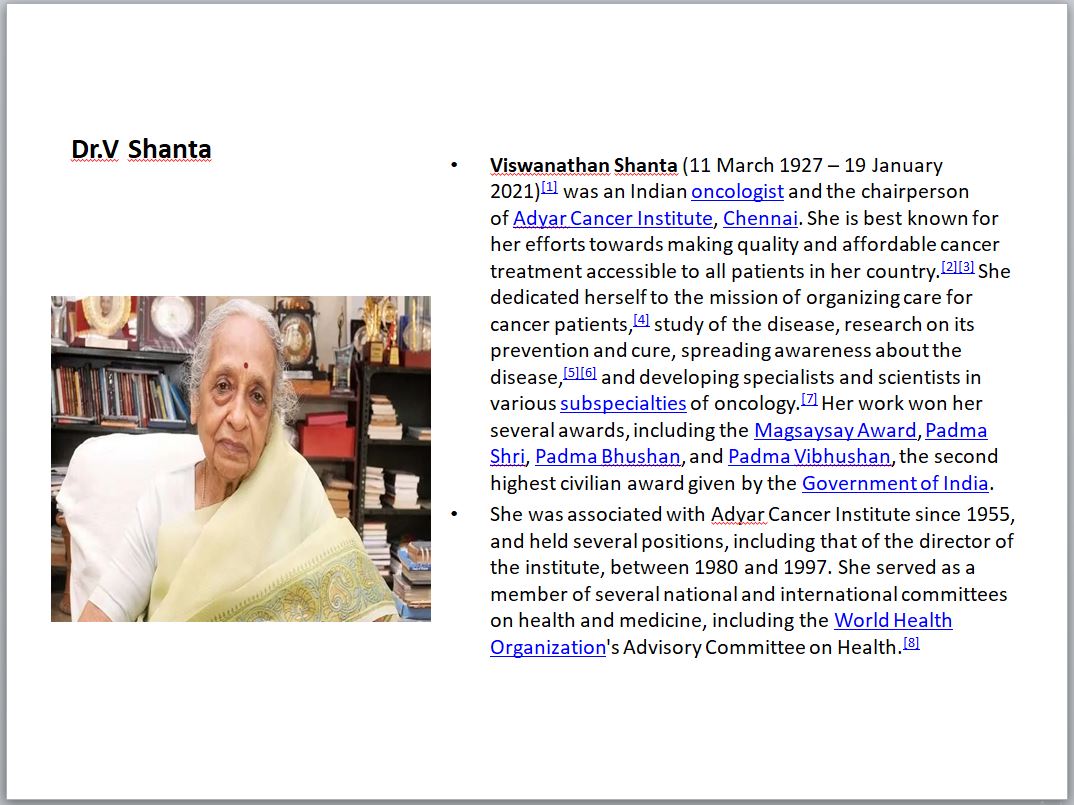 Dr.V Shanta
• Viswanathan Shanta (11 March 1927 – 19 January
2021)[1] was an Indian oncologist and the chairperson
of Adyar Cancer Institute, Chennai. She is best known for
her efforts towards making quality and affordable cancer
treatment accessible to all patients in her country.[2][3] She
dedicated herself to the mission of organizing care for
cancer patients,[4] study of the disease, research on its
prevention and cure, spreading awareness about the
disease,[5][6] and developing specialists and scientists in
various subspecialties of oncology.[7] Her work won her
several awards, including the Magsaysay Award, Padma
Shri, Padma Bhushan, and Padma Vibhushan, the second
highest civilian award given by the Government of India.
• She was associated with Adyar Cancer Institute since 1955,
and held several positions, including that of the director of
the institute, between 1980 and 1997. She served as a
member of several national and international committees
on health and medicine, including the World Health
Organization's Advisory Committee on Health.[8]